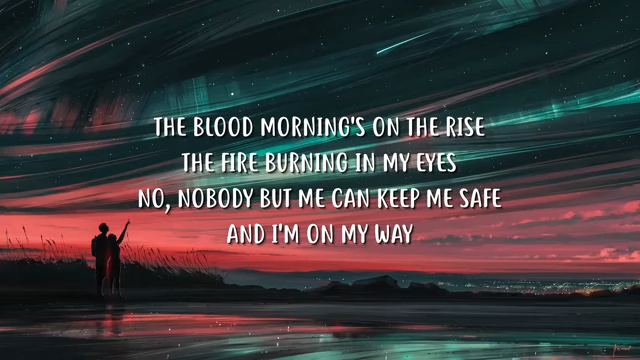 THE BLOOD MORNING'S ON THE RISE
THE FIRE BURNING IN MY EYES
NO, NOBODY BUT ME CAN KEEP ME SAFE
AND I'M ON MY WAY